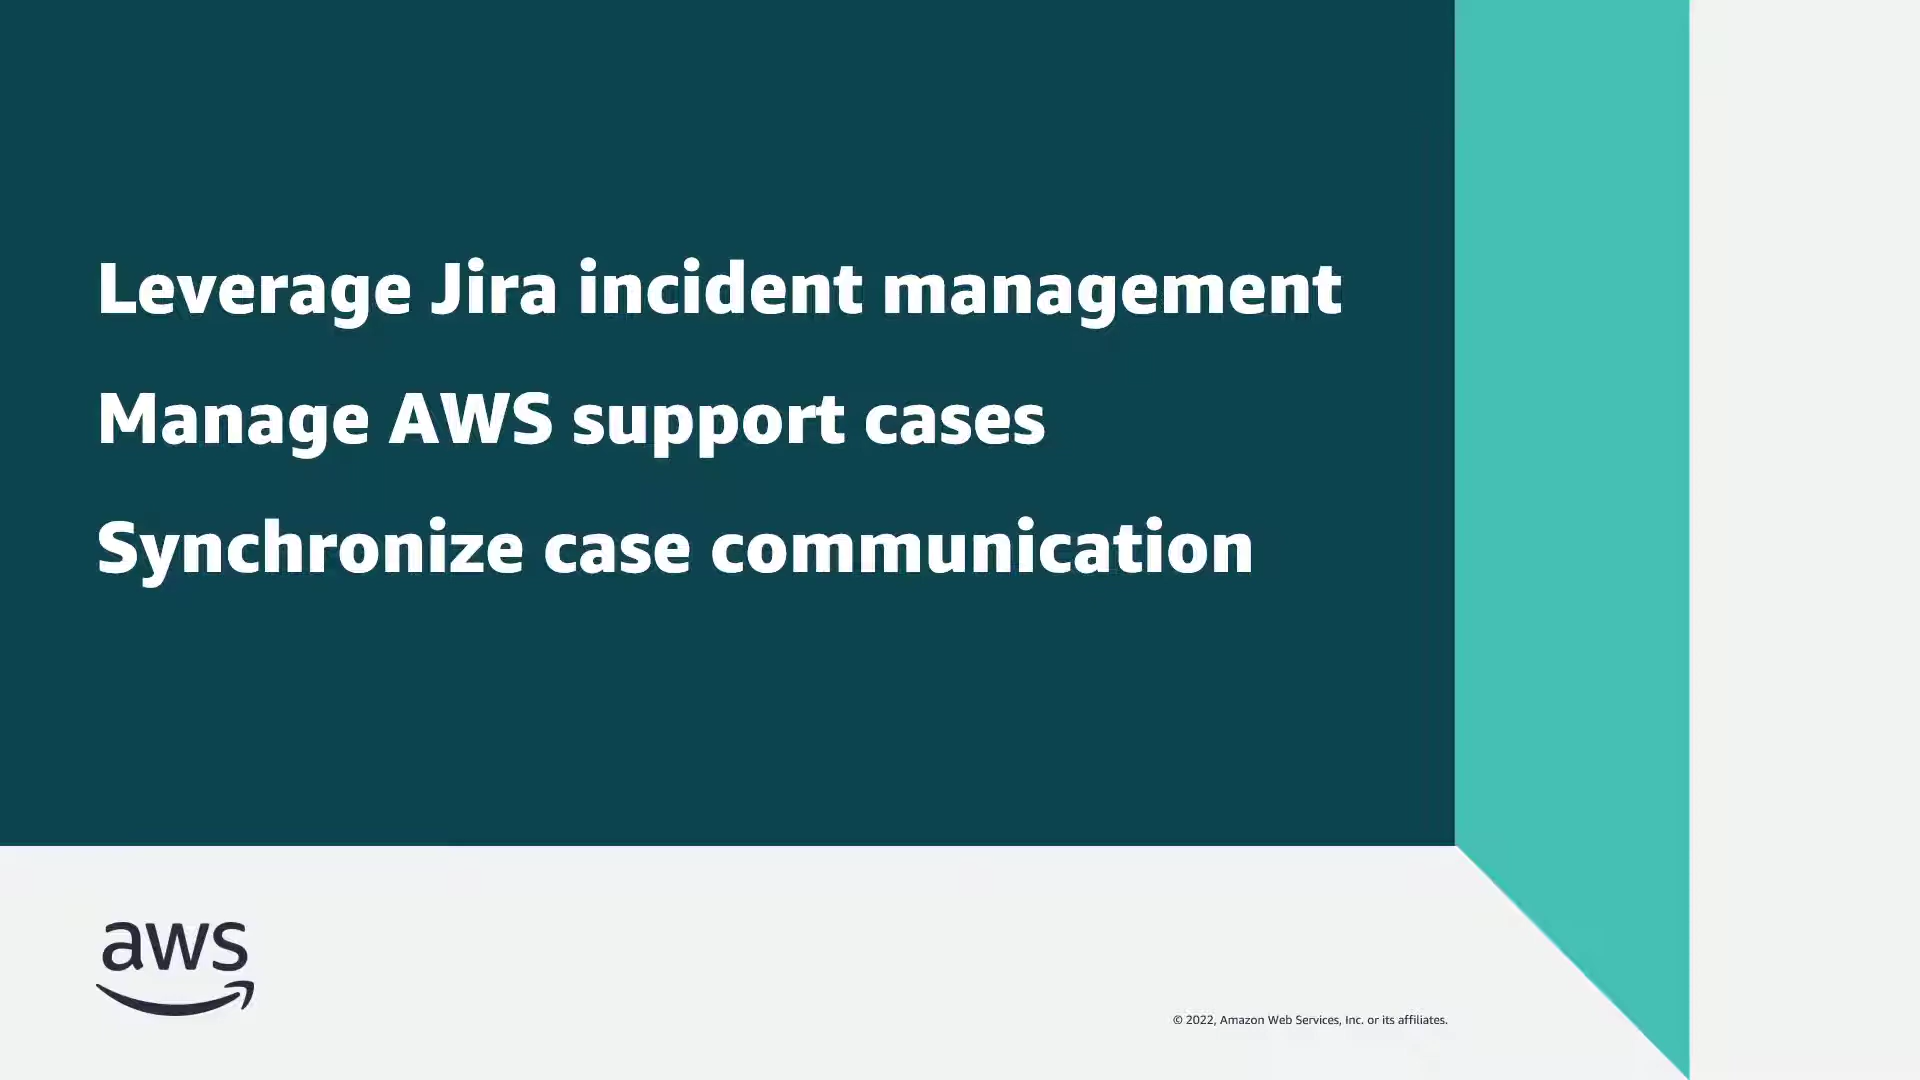 Leverage Jira incident management
Manage AWS support cases
Synchronize case communication
aws
© 2022, Amazon Web Services, Inc. or its affiliates.